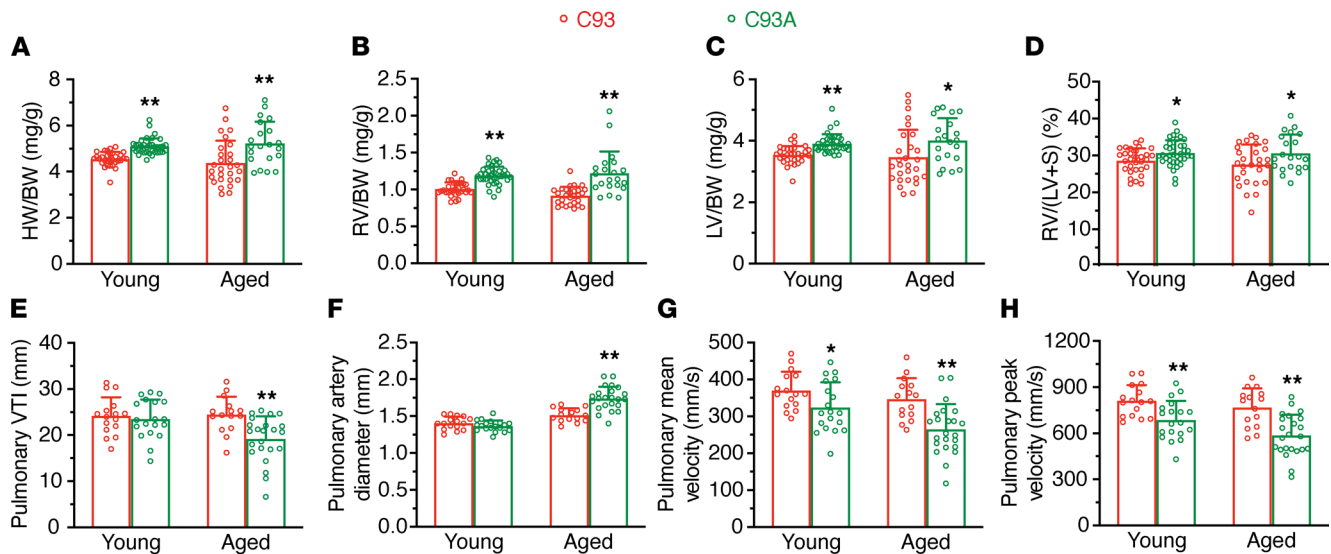 C93 C93A
A
HW/BW (mg/g)
8
6
4
2
0
**
**
Young Aged
B
RV/BW (mg/g)
2.5
2.0
1.5
1.0
0.5
0.0
**
**
Young Aged
C
LV/BW (mg/g)
6
4
2
0
**
*
Young Aged
D
RV/(LV+S) (%)
50
40
30
20
10
0
*
*
Young Aged
E
Pulmonary VTI (mm)
40
30
20
10
0
**
Young Aged
F
Pulmonary artery
diameter (mm)
2.5
2.0
1.5
1.0
0.5
0.0
**
Young Aged
G
Pulmonary mean
velocity (mm/s)
500
400
300
200
100
0
*
**
Young Aged
H
Pulmonary peak
velocity (mm/s)
1200
900
600
300
0
**
**
Young Aged